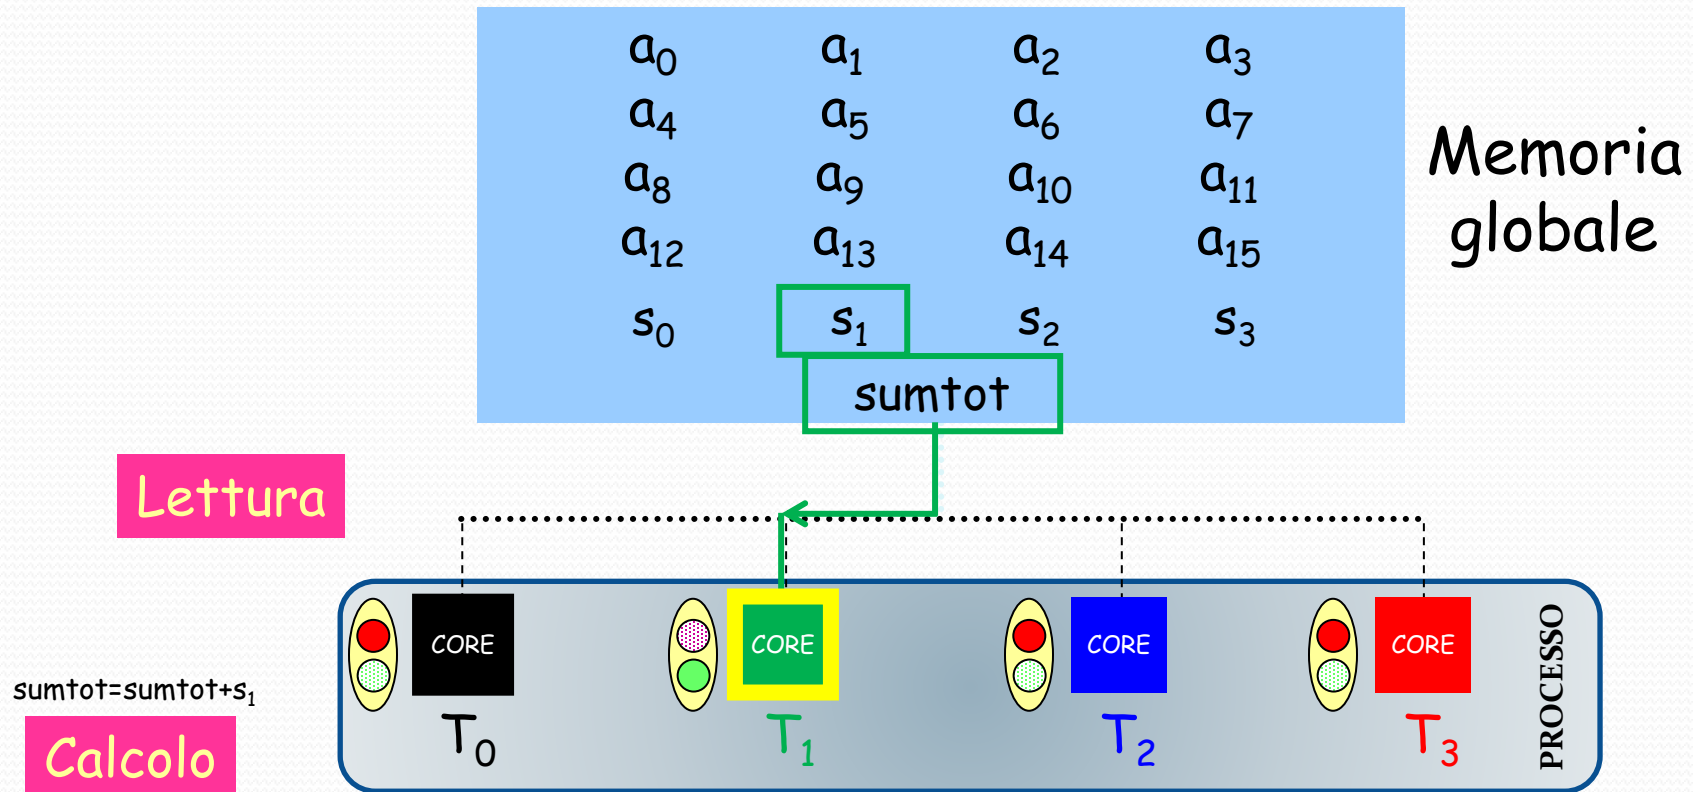 a₀ a₁ a₂ a₃
a₄ a₅ a₆ a₇
a₈ a₉ a₁₀ a₁₁
a₁₂ a₁₃ a₁₄ a₁₅
s₀ s₁ s₂ s₃
sumtot
Memoria
globale
Lettura
CORE CORE CORE CORE
T₀ T₁ T₂ T₃
PROCESSO
sumtot=sumtot+s₁
Calcolo